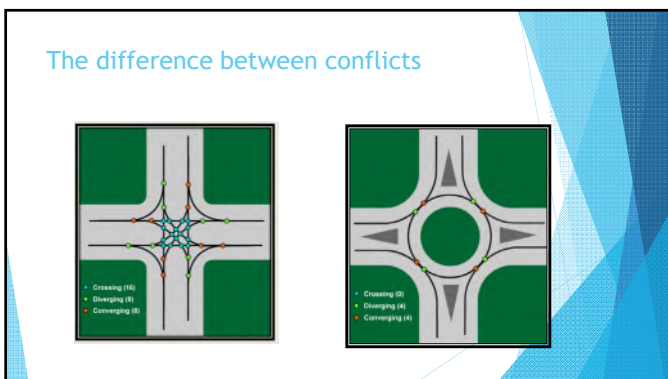 The difference between conflicts
Crossing (16)
Diverging (8)
Converging (8)
Crossing (0)
Diverging (4)
Converging (4)